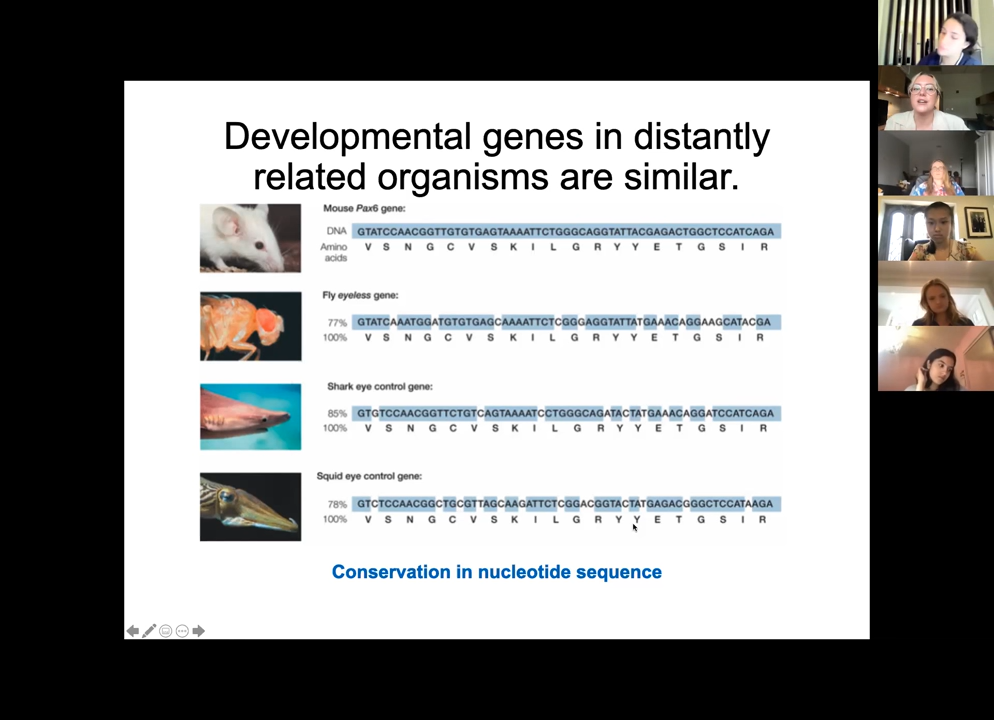 Developmental genes in distantly
related organisms are similar.
Mouse Pax6 gene:
DNA GTATCCAACGGTTGTGTGAGTAAAATTCTGGGCAGGTATTACGAGACTGGCTCCATCAGA
Amino acids V S N G C V S K I L G R Y Y E T G S I R
Fly eyeless gene:
77% GTATCAAATGGATGTGTGAGCAAAATTCTCGGGAGGTATTATGAAACAGGAAGCATACGA
100% V S N G C V S K I L G R Y Y E T G S I R
Shark eye control gene:
85% GTGTCCAACGGTTCTGTCAGTAAAATCCTGGGCAGATACTATGAAACAGGATCCATCAGA
100% V S N G C V S K I L G R Y Y E T G S I R
Squid eye control gene:
78% GTCTCCAACGGCTGCGTTAGCAAGATTCTCGGACGGTACTATGAGACGGGCTCCATAAGA
100% V S N G C V S K I L G R Y Y E T G S I R
Conservation in nucleotide sequence